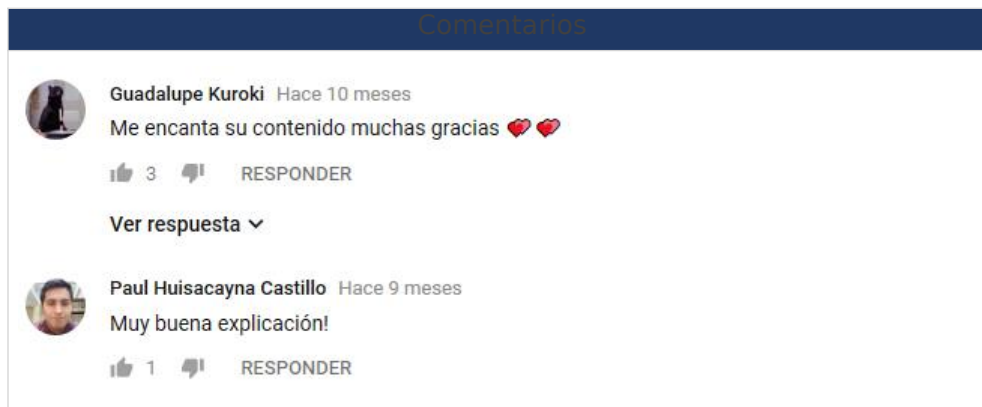 Comentarios
Guadalupe Kuroki Hace 10 meses
Me encanta su contenido muchas gracias 💕 💕
3 RESPONDER
Ver respuesta
Paul Huisacayna Castillo Hace 9 meses
Muy buena explicación!
1 RESPONDER